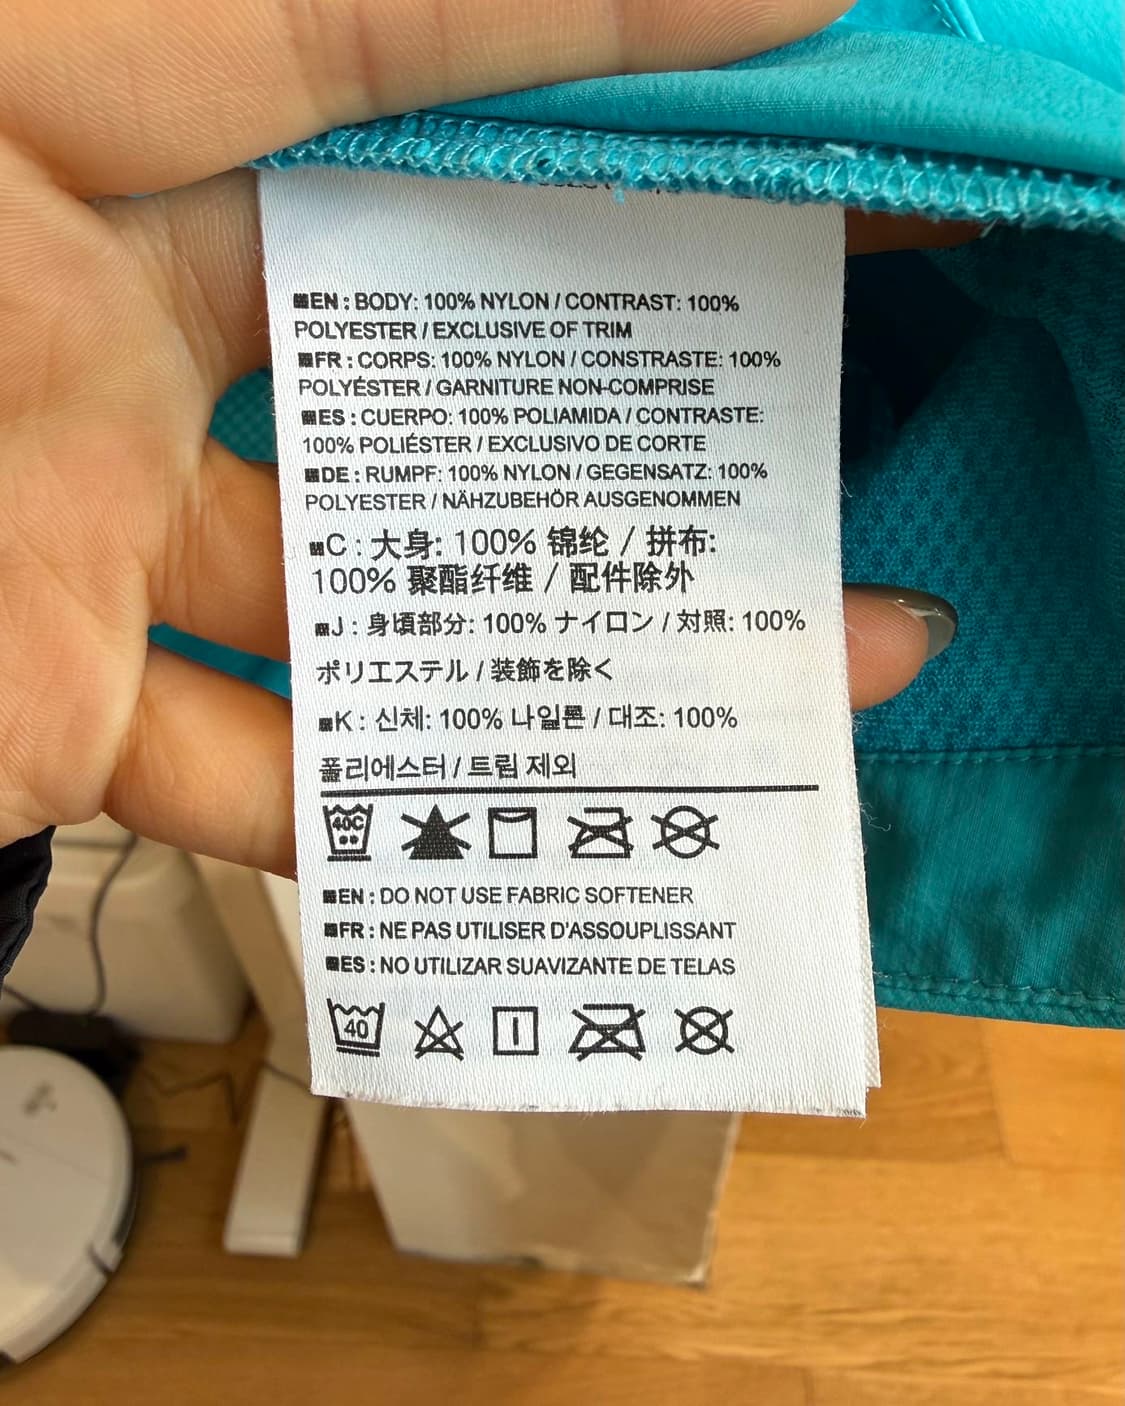 EN : BODY: 100% NYLON / CONTRAST: 100%
POLYESTER / EXCLUSIVE OF TRIM
FR : CORPS: 100% NYLON / CONSTRASTE: 100%
POLYÉSTER / GARNITURE NON-COMPRISE
ES : CUERPO: 100% POLIAMIDA / CONTRASTE:
100% POLIÉSTER / EXCLUSIVO DE CORTE
DE : RUMPF: 100% NYLON / GEGENSATZ: 100%
POLYESTER / NÄHZUBEHÖR AUSGENOMMEN
C : 大身: 100% 锦纶 / 拼布:
100% 聚酯纤维 / 配件除外
J : 身頃部分: 100% ナイロン / 対照: 100%
ポリエステル / 装飾を除く
K : 신체: 100% 나일론 / 대조: 100%
폴리에스터 / 트림 제외
40C
EN : DO NOT USE FABRIC SOFTENER
FR : NE PAS UTILISER D'ASSOUPLISSANT
ES : NO UTILIZAR SUAVIZANTE DE TELAS
40